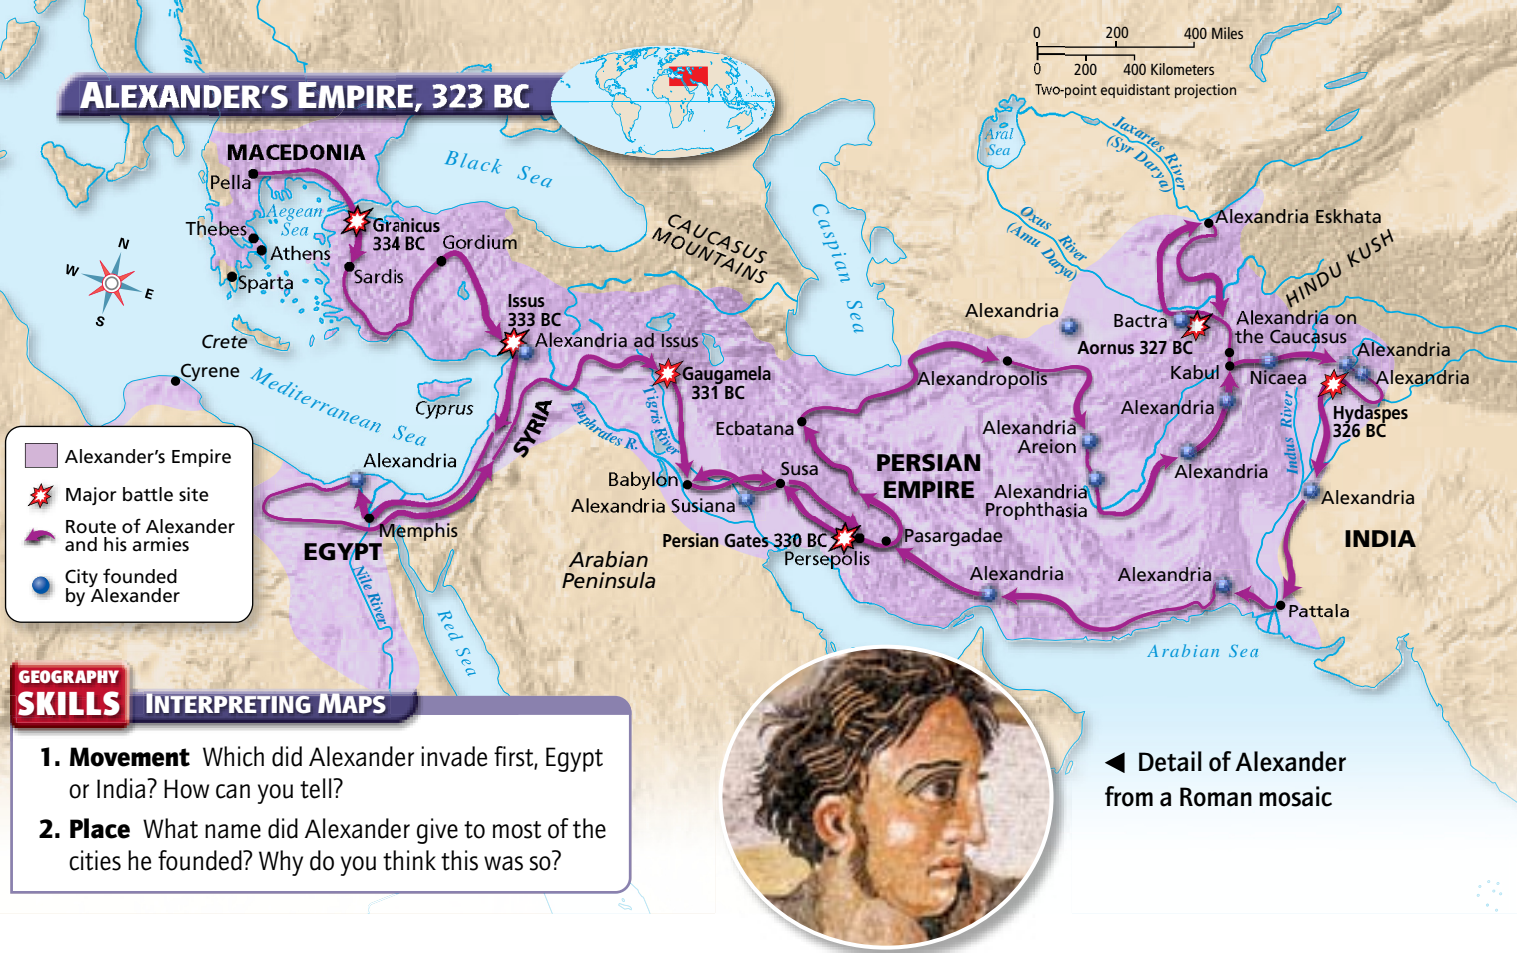 ALEXANDER'S EMPIRE, 323 BC
0 200 400 Miles
0 200 400 Kilometers
Two-point equidistant projection
MACEDONIA
Pella
Black Sea
Aegean
Sea
Thebes
Athens
Sparta
Granicus
334 BC
Gordium
Sardis
N
W
E
S
Crete
Cyrene
Mediterranean Sea
Cyprus
Issus
333 BC
Alexandria ad Issus
CAUCASUS
MOUNTAINS
Caspian Sea
Aral
Sea
Jaxartes River
(Syr Darya)
Oxus River
(Amu Darya)
Alexandria Eskhata
HINDU KUSH
Alexandria
Bactra
Aornus 327 BC
Alexandria on
the Caucasus
Kabul
Nicaea
Alexandria
Alexandria
Hydaspes
326 BC
Indus River
Gaugamela
331 BC
Tigris River
Euphrates R.
SYRIA
Ecbatana
Alexandropolis
Alexandria
Alexandria
Areion
Alexandria
Alexandria
Prophthasia
PERSIAN
EMPIRE
Babylon
Susa
Alexandria Susiana
Persian Gates 330 BC
Persepolis
Pasargadae
Alexandria
Alexandria
Alexandria
INDIA
Pattala
Arabian Sea
Arabian
Peninsula
Alexandria
Memphis
EGYPT
Nile River
Red Sea
Alexander's Empire
Major battle site
Route of Alexander
and his armies
City founded
by Alexander
GEOGRAPHY
SKILLS
INTERPRETING MAPS
1. Movement Which did Alexander invade first, Egypt
or India? How can you tell?
2. Place What name did Alexander give to most of the
cities he founded? Why do you think this was so?
◀ Detail of Alexander
from a Roman mosaic